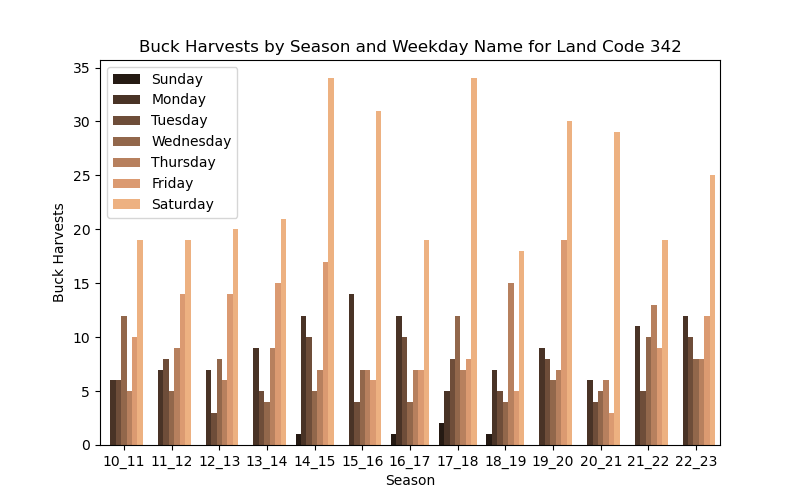 Buck Harvests by Season and Weekday Name for Land Code 342
35
30
25
20
15
10
5
0
Buck Harvests
Sunday
Monday
Tuesday
Wednesday
Thursday
Friday
Saturday
10_11 11_12 12_13 13_14 14_15 15_16 16_17 17_18 18_19 19_20 20_21 21_22 22_23
Season